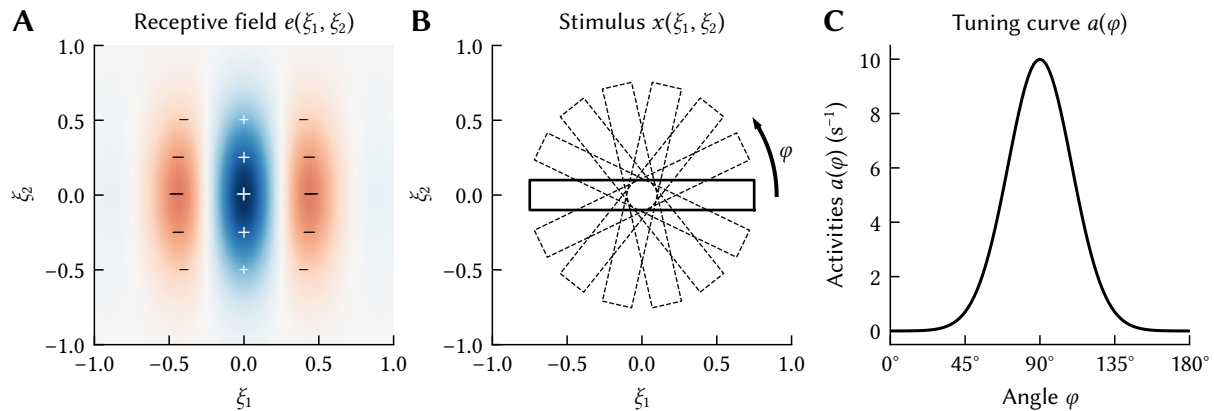 A
Receptive field e(ξ₁, ξ₂)
1.0
0.5
0.0
−0.5
−1.0
ξ₂
− + −
− + −
− + −
− + −
− + −
−1.0 −0.5 0.0 0.5 1.0
ξ₁
B
Stimulus x(ξ₁, ξ₂)
1.0
0.5
0.0
−0.5
−1.0
ξ₂
φ
−1.0 −0.5 0.0 0.5 1.0
ξ₁
C
Tuning curve a(φ)
10
8
6
4
2
0
Activities a(φ) (s⁻¹)
0° 45° 90° 135° 180°
Angle φ